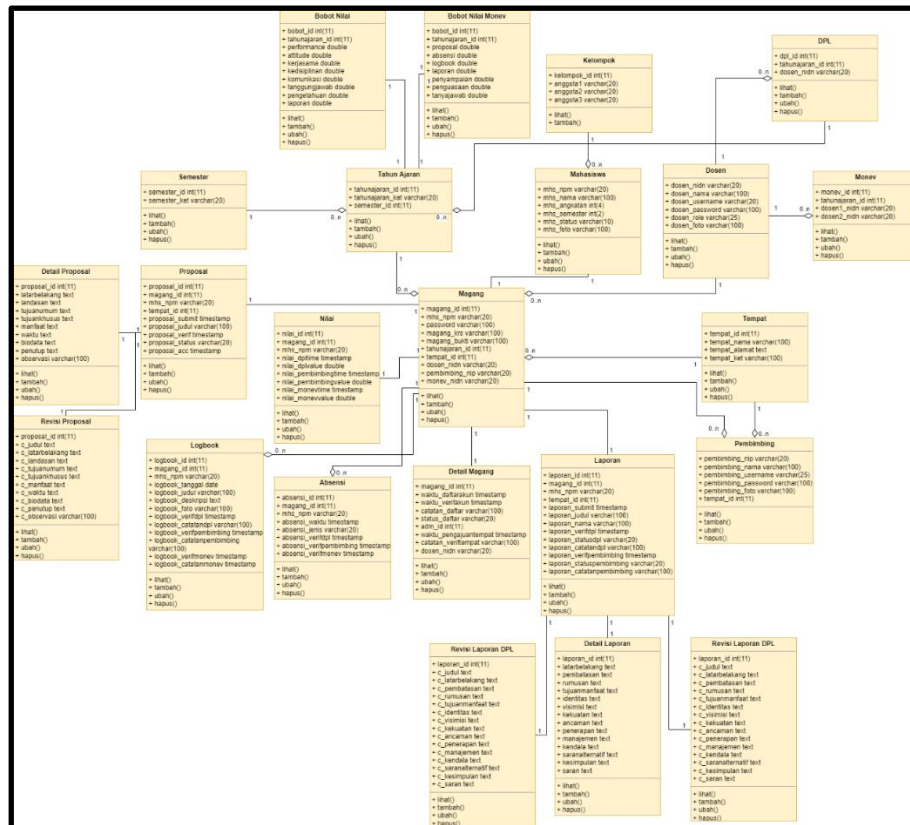 Bobot Nilai
+ bobot_id int(11)
+ tahunajaran_id int(11)
+ performance double
+ attitude double
+ kerjasama double
+ kedisiplinan double
+ komunikasi double
+ tanggungjawab double
+ pengetahuan double
+ laporan double
+ lihat()
+ tambah()
+ ubah()
+ hapus()
Bobot Nilai Monev
+ bobot_id int(11)
+ tahunajaran_id int(11)
+ proposal double
+ absensi double
+ logbook double
+ laporan double
+ penyampaian double
+ penguasaan double
+ tanyajawab double
+ lihat()
+ tambah()
+ ubah()
+ hapus()
Kelompok
+ kelompok_id int(11)
+ anggota1 varchar(20)
+ anggota2 varchar(20)
+ anggota3 varchar(20)
+ lihat()
+ tambah()
DPL
+ dpl_id int(11)
+ tahunajaran_id int(11)
+ dosen_nidn varchar(20)
+ lihat()
+ tambah()
+ ubah()
+ hapus()
Semester
+ semester_id int(11)
+ semester_ket varchar(20)
+ lihat()
+ tambah()
+ ubah()
+ hapus()
Tahun Ajaran
+ tahunajaran_id int(11)
+ tahunajaran_ket varchar(20)
+ semester_id int(11)
+ lihat()
+ tambah()
+ ubah()
+ hapus()
Mahasiswa
+ mhs_npm varchar(20)
+ mhs_nama varchar(100)
+ mhs_angkatan int(4)
+ mhs_semester int(2)
+ mhs_status varchar(10)
+ mhs_foto varchar(100)
+ lihat()
+ tambah()
+ ubah()
+ hapus()
Dosen
+ dosen_nidn varchar(20)
+ dosen_nama varchar(100)
+ dosen_username varchar(20)
+ dosen_password varchar(100)
+ dosen_role varchar(25)
+ dosen_foto varchar(100)
+ lihat()
+ tambah()
+ ubah()
+ hapus()
Monev
+ monev_id int(11)
+ tahunajaran_id int(11)
+ dosen1_nidn varchar(20)
+ dosen2_nidn varchar(20)
+ lihat()
+ tambah()
+ ubah()
+ hapus()
Detail Proposal
+ proposal_id int(11)
+ latarbelakang text
+ landasan text
+ tujuanumum text
+ tujuankhusus text
+ manfaat text
+ waktu text
+ biodata text
+ penutup text
+ observasi varchar(100)
+ lihat()
+ tambah()
+ ubah()
+ hapus()
Proposal
+ proposal_id int(11)
+ magang_id int(11)
+ mhs_npm varchar(20)
+ tempat_id int(11)
+ proposal_submit timestamp
+ proposal_judul varchar(100)
+ proposal_verif timestamp
+ proposal_status varchar(20)
+ proposal_acc timestamp
+ lihat()
+ tambah()
+ ubah()
+ hapus()
Nilai
+ nilai_id int(11)
+ magang_id int(11)
+ mhs_npm varchar(20)
+ nilai_dpltime timestamp
+ nilai_dplvalue double
+ nilai_pembimbingtime timestamp
+ nilai_pembimbingvalue double
+ nilai_monevtime timestamp
+ nilai_monevvalue double
+ lihat()
+ tambah()
+ ubah()
+ hapus()
Magang
+ magang_id int(11)
+ mhs_npm varchar(20)
+ password varchar(100)
+ magang_krs varchar(100)
+ magang_bukti varchar(100)
+ tahunajaran_id int(11)
+ tempat_id int(11)
+ dosen_nidn varchar(20)
+ pembimbing_nip varchar(20)
+ monev_nidn varchar(20)
+ lihat()
+ tambah()
+ ubah()
+ hapus()
Tempat
+ tempat_id int(11)
+ tempat_nama varchar(100)
+ tempat_alamat text
+ tempat_ket varchar(100)
+ lihat()
+ tambah()
+ ubah()
+ hapus()
Revisi Proposal
+ proposal_id int(11)
+ c_judul text
+ c_latarbelakang text
+ c_landasan text
+ c_tujuanumum text
+ c_tujuankhusus text
+ c_manfaat text
+ c_waktu text
+ c_biodata text
+ c_penutup text
+ c_observasi varchar(100)
+ lihat()
+ tambah()
+ ubah()
+ hapus()
Logbook
+ logbook_id int(11)
+ magang_id int(11)
+ mhs_npm varchar(20)
+ logbook_tanggal date
+ logbook_judul varchar(100)
+ logbook_deskripsi text
+ logbook_foto varchar(100)
+ logbook_verifdpl timestamp
+ logbook_catatandpl varchar(100)
+ logbook_verifpembimbing timestamp
+ logbook_catatanpembimbing
varchar(100)
+ logbook_verifmonev timestamp
+ logbook_catatanmonev timestamp
+ lihat()
+ tambah()
+ ubah()
+ hapus()
Absensi
+ absensi_id int(11)
+ magang_id int(11)
+ mhs_npm varchar(20)
+ absensi_waktu timestamp
+ absensi_jenis varchar(20)
+ absensi_verifdpl timestamp
+ absensi_verifpembimbing timestamp
+ absensi_verifmonev timestamp
+ lihat()
+ tambah()
+ ubah()
+ hapus()
Detail Magang
+ magang_id int(11)
+ waktu_daftarakun timestamp
+ waktu_verifakun timestamp
+ catatan_daftar varchar(100)
+ status_daftar varchar(20)
+ adm_id int(11)
+ waktu_pengajuantempat timestamp
+ catatan_veriftempat varchar(100)
+ dosen_nidn varchar(20)
+ lihat()
+ tambah()
+ ubah()
+ hapus()
Laporan
+ laporan_id int(11)
+ magang_id int(11)
+ mhs_npm varchar(20)
+ tempat_id int(11)
+ laporan_submit timestamp
+ laporan_judul varchar(100)
+ laporan_nama varchar(100)
+ laporan_verifdpl timestamp
+ laporan_statusdpl varchar(20)
+ laporan_catatandpl varchar(100)
+ laporan_verifpembimbing timestamp
+ laporan_statuspembimbing varchar(20)
+ laporan_catatanpembimbing varchar(100)
+ lihat()
+ tambah()
+ ubah()
+ hapus()
Pembimbing
+ pembimbing_nip varchar(20)
+ pembimbing_nama varchar(100)
+ pembimbing_username varchar(25)
+ pembimbing_password varchar(100)
+ pembimbing_foto varchar(100)
+ tempat_id int(11)
+ lihat()
+ tambah()
+ ubah()
+ hapus()
Revisi Laporan DPL
+ laporan_id int(11)
+ c_judul text
+ c_latarbelakang text
+ c_pembatasan text
+ c_rumusan text
+ c_tujuanmanfaat text
+ c_identitas text
+ c_visimisi text
+ c_kekuatan text
+ c_ancaman text
+ c_penerapan text
+ c_manajemen text
+ c_kendala text
+ c_saranalternatif text
+ c_kesimpulan text
+ c_saran text
+ lihat()
+ tambah()
+ ubah()
+ hapus()
Detail Laporan
+ laporan_id int(11)
+ latarbelakang text
+ pembatasan text
+ rumusan text
+ tujuanmanfaat text
+ identitas text
+ visimisi text
+ kekuatan text
+ ancaman text
+ penerapan text
+ manajemen text
+ kendala text
+ saranalternatif text
+ kesimpulan text
+ saran text
+ lihat()
+ tambah()
+ ubah()
+ hapus()
Revisi Laporan DPL
+ laporan_id int(11)
+ c_judul text
+ c_latarbelakang text
+ c_pembatasan text
+ c_rumusan text
+ c_tujuanmanfaat text
+ c_identitas text
+ c_visimisi text
+ c_kekuatan text
+ c_ancaman text
+ c_penerapan text
+ c_manajemen text
+ c_kendala text
+ c_saranalternatif text
+ c_kesimpulan text
+ c_saran text
+ lihat()
+ tambah()
+ ubah()
+ hapus()